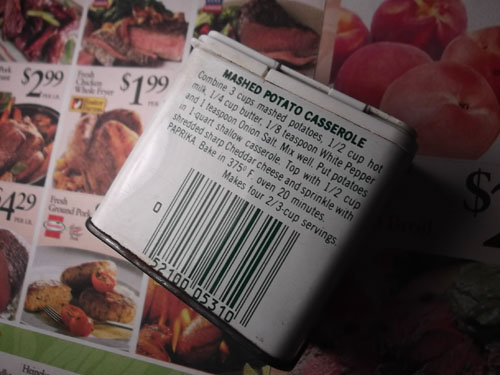 $2.99
Fresh
Chicken
Whole Fryer
$1.99
$4.29
Fresh
Ground Pork
MASHED POTATO CASSEROLE
Combine 3 cups mashed potatoes, 1/2 cup hot
milk, 1/4 cup butter, 1/8 teaspoon White Pepper
and 1 teaspoon Onion Salt. Mix well. Put potatoes
in 1 quart shallow casserole. Top with 1/2 cup
shredded sharp Cheddar cheese and sprinkle with
PAPRIKA. Bake in 375° F. oven 20 minutes.
Makes four 2/3-cup servings.
0
52100 05310
$